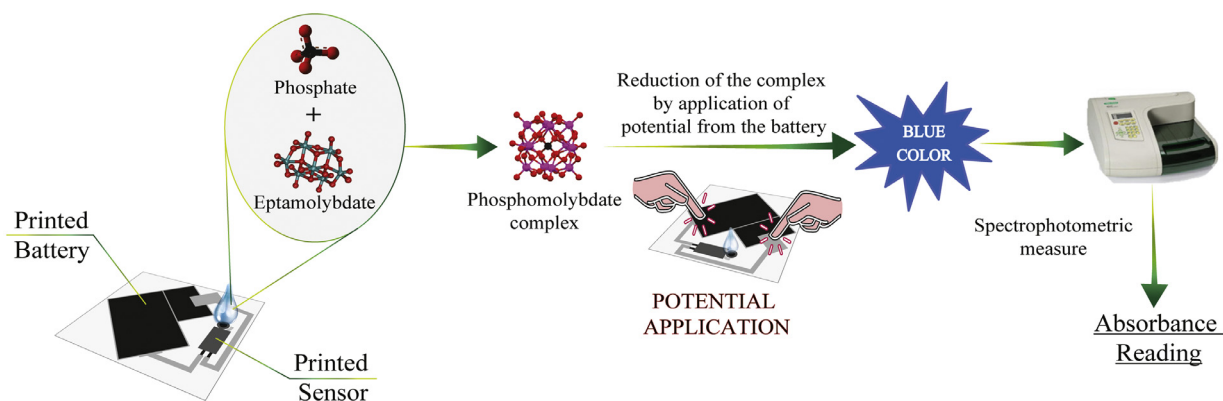 Phosphate
+
Eptamolybdate
Printed
Battery
Printed
Sensor
Phosphomolybdate
complex
Reduction of the complex
by application of
potential from the battery
POTENTIAL
APPLICATION
BLUE
COLOR
Spectrophotometric
measure
Absorbance
Reading